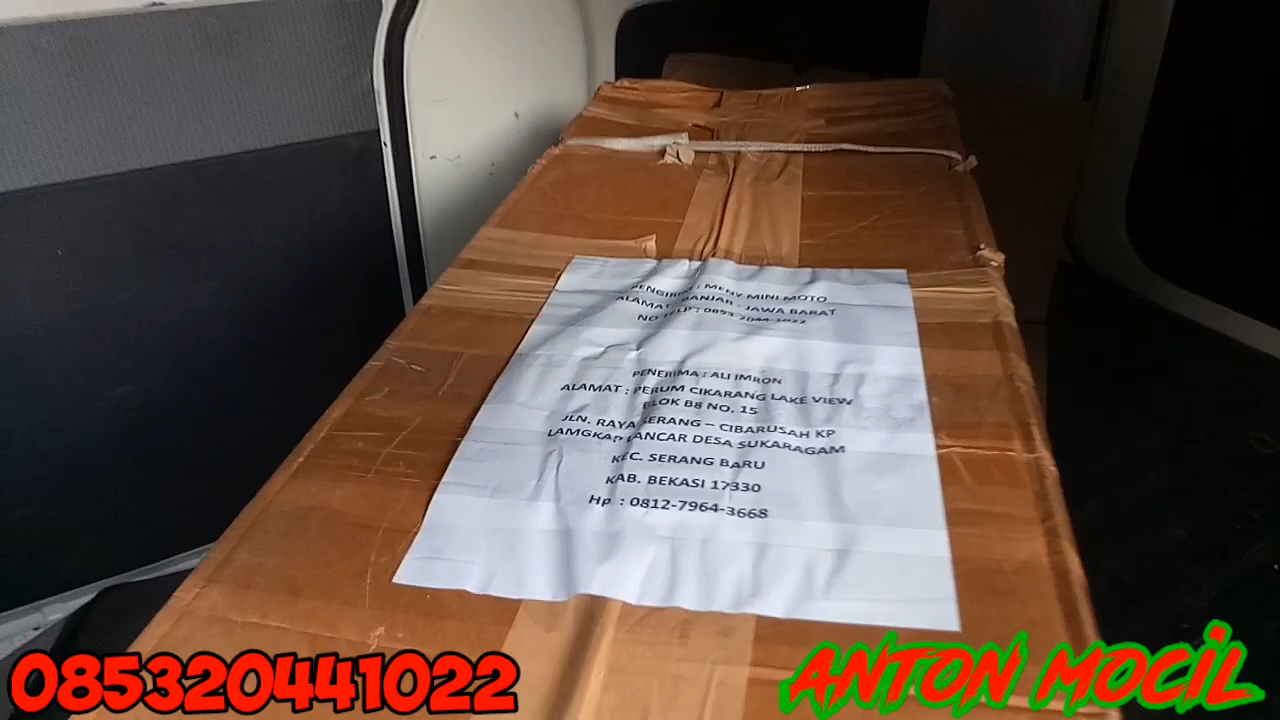 PENGIRIM : MENY MINI MOTO
ALAMAT : BANJAR - JAWA BARAT
NO TELP : 0853-2044-1022
PENERIMA : ALI IMRON
ALAMAT : PERUM CIKARANG LAKE VIEW
BLOK B8 NO. 15
JLN. RAYA SERANG – CIBARUSAH KP
LAMGKAP LANCAR DESA SUKARAGAM
KEC. SERANG BARU
KAB. BEKASI 17330
Hp : 0812-7964-3668
085320441022
ANTON MOCIL